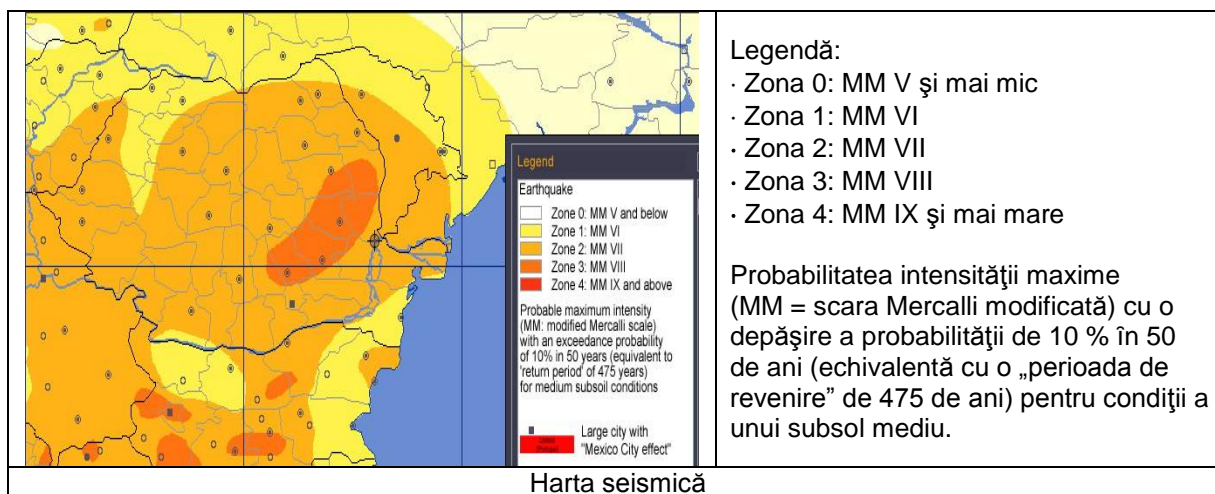 Legend
Earthquake
Zone 0: MM V and below
Zone 1: MM VI
Zone 2: MM VII
Zone 3: MM VIII
Zone 4: MM IX and above
Probable maximum intensity
(MM: modified Mercalli scale)
with an exceedance probability
of 10% in 50 years (equivalent to
'return period' of 475 years)
for medium subsoil conditions
Large city with
"Mexico City effect"
Legendă:
· Zona 0: MM V şi mai mic
· Zona 1: MM VI
· Zona 2: MM VII
· Zona 3: MM VIII
· Zona 4: MM IX şi mai mare
Probabilitatea intensităţii maxime
(MM = scara Mercalli modificată) cu o
depăşire a probabilităţii de 10 % în 50
de ani (echivalentă cu o „perioada de
revenire” de 475 de ani) pentru condiţii a
unui subsol mediu.
Harta seismică